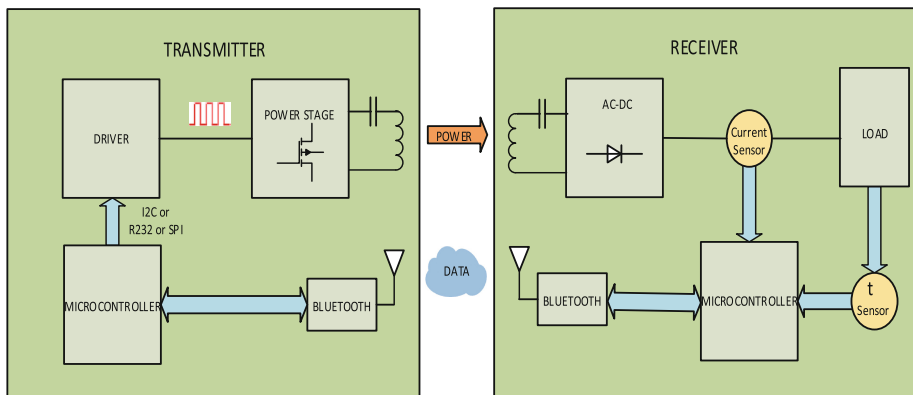 TRANSMITTER
DRIVER
POWER STAGE
I2C or
R232 or SPI
MICROCONTROLLER
BLUETOOTH
POWER
DATA
RECEIVER
AC-DC
Current
Sensor
LOAD
BLUETOOTH
MICROCONTROLLER
t
Sensor